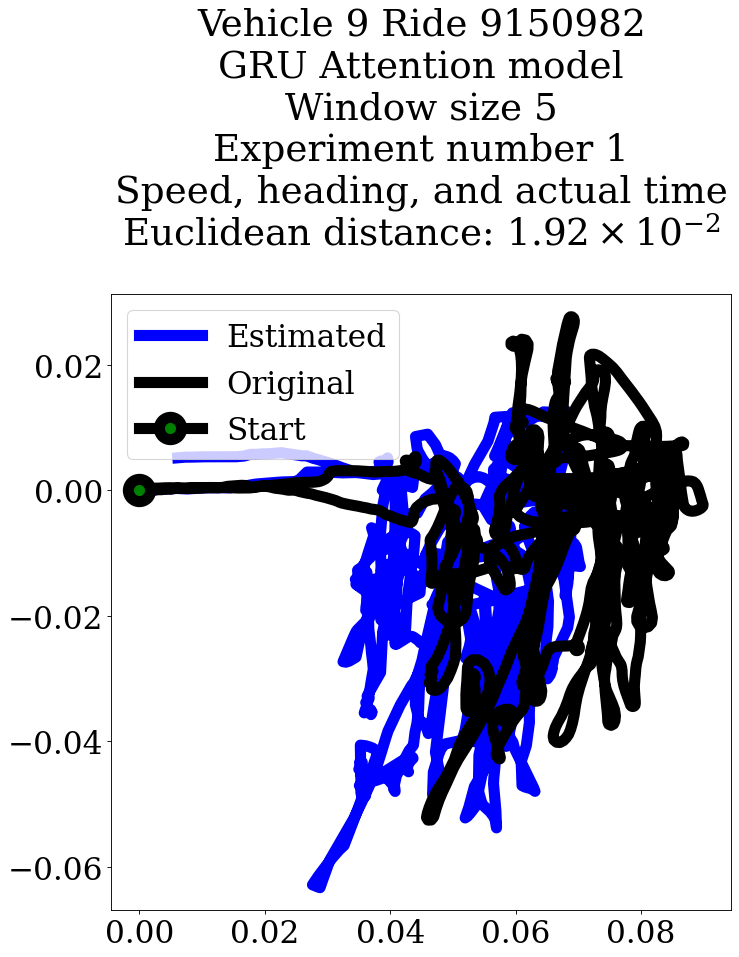 Vehicle 9 Ride 9150982
GRU Attention model
Window size 5
Experiment number 1
Speed, heading, and actual time
Euclidean distance: 1.92 × 10⁻²
Estimated
Original
Start
0.02
0.00
−0.02
−0.04
−0.06
0.00 0.02 0.04 0.06 0.08